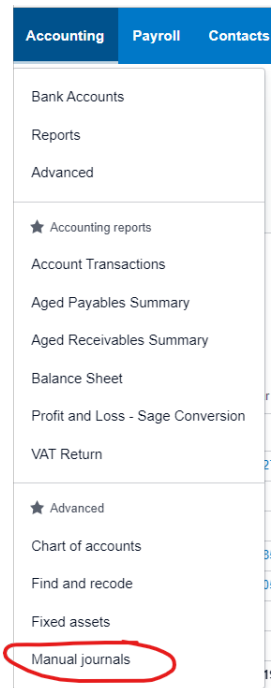 Accounting Payroll Contacts
Bank Accounts
Reports
Advanced
Accounting reports
Account Transactions
Aged Payables Summary
Aged Receivables Summary
Balance Sheet
Profit and Loss - Sage Conversion
VAT Return
Advanced
Chart of accounts
Find and recode
Fixed assets
Manual journals